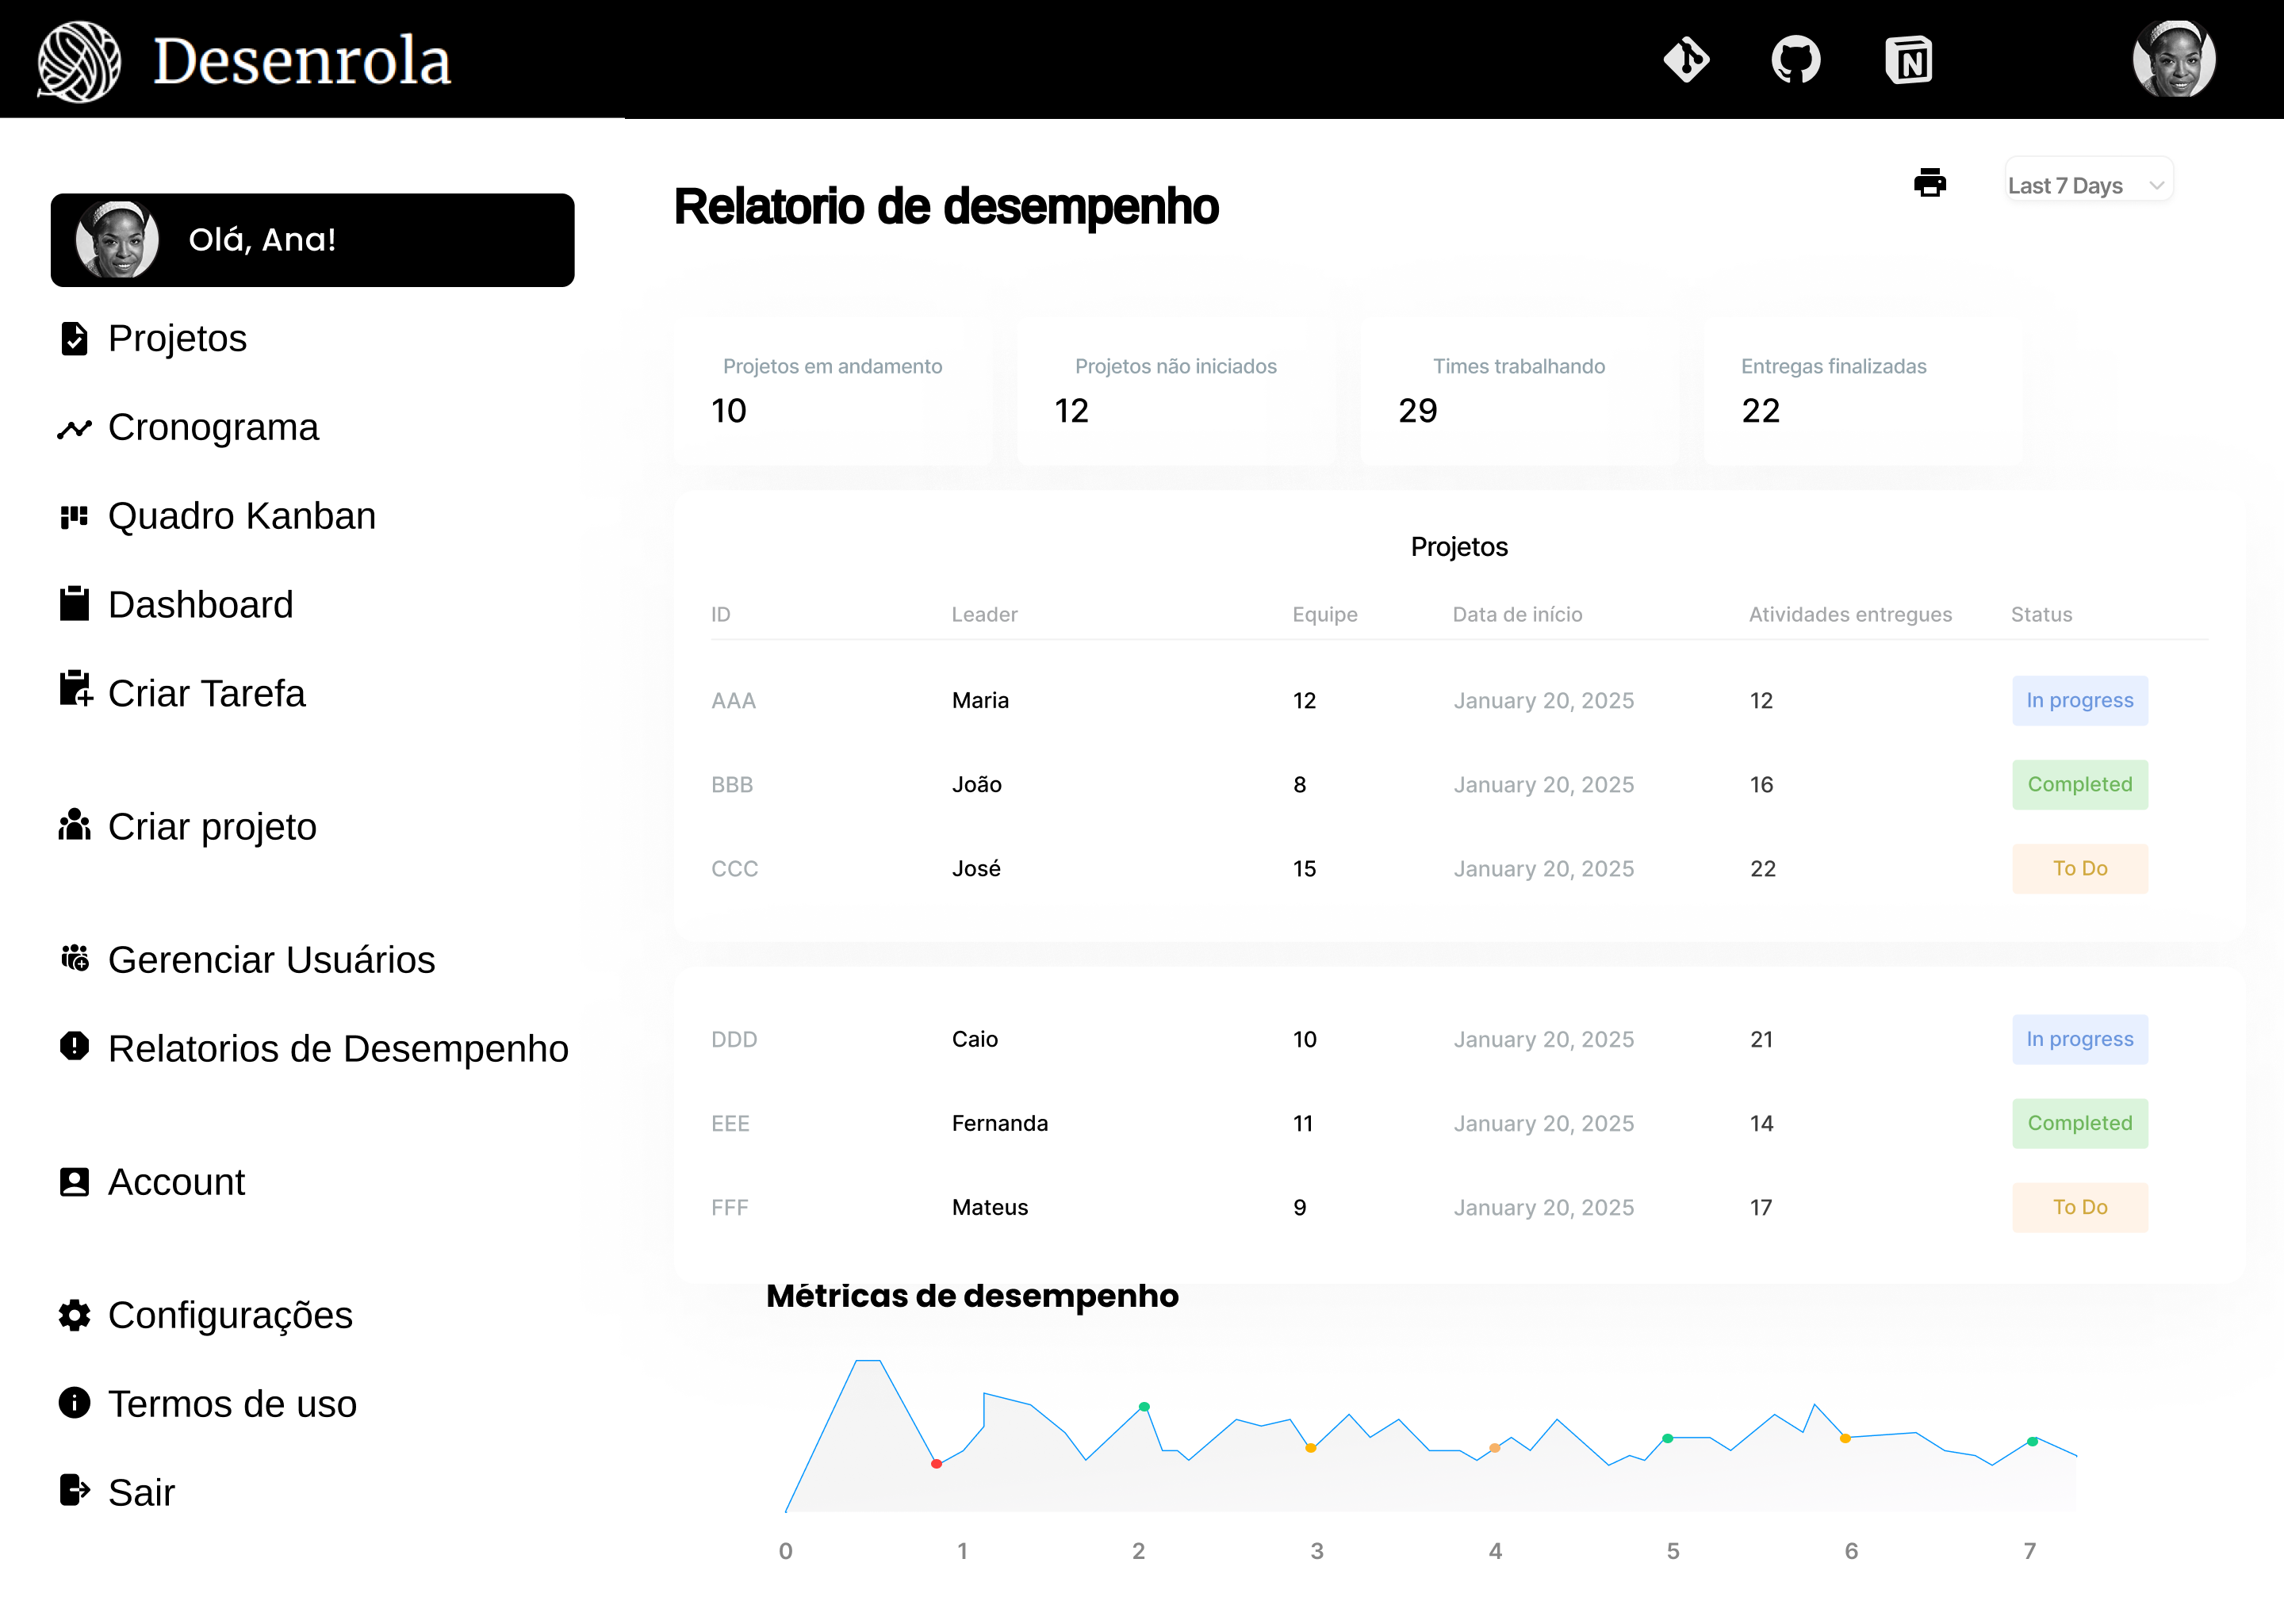 Desenrola
N
Olá, Ana!
Projetos
Cronograma
Quadro Kanban
Dashboard
Criar Tarefa
Criar projeto
Gerenciar Usuários
Relatorios de Desempenho
Account
Configurações
Termos de uso
Sair
Relatorio de desempenho
Last 7 Days
Projetos em andamento
10
Projetos não iniciados
12
Times trabalhando
29
Entregas finalizadas
22
Projetos
ID Leader Equipe Data de início Atividades entregues Status
AAA Maria 12 January 20, 2025 12 In progress
BBB João 8 January 20, 2025 16 Completed
CCC José 15 January 20, 2025 22 To Do
DDD Caio 10 January 20, 2025 21 In progress
EEE Fernanda 11 January 20, 2025 14 Completed
FFF Mateus 9 January 20, 2025 17 To Do
Métricas de desempenho
0 1 2 3 4 5 6 7